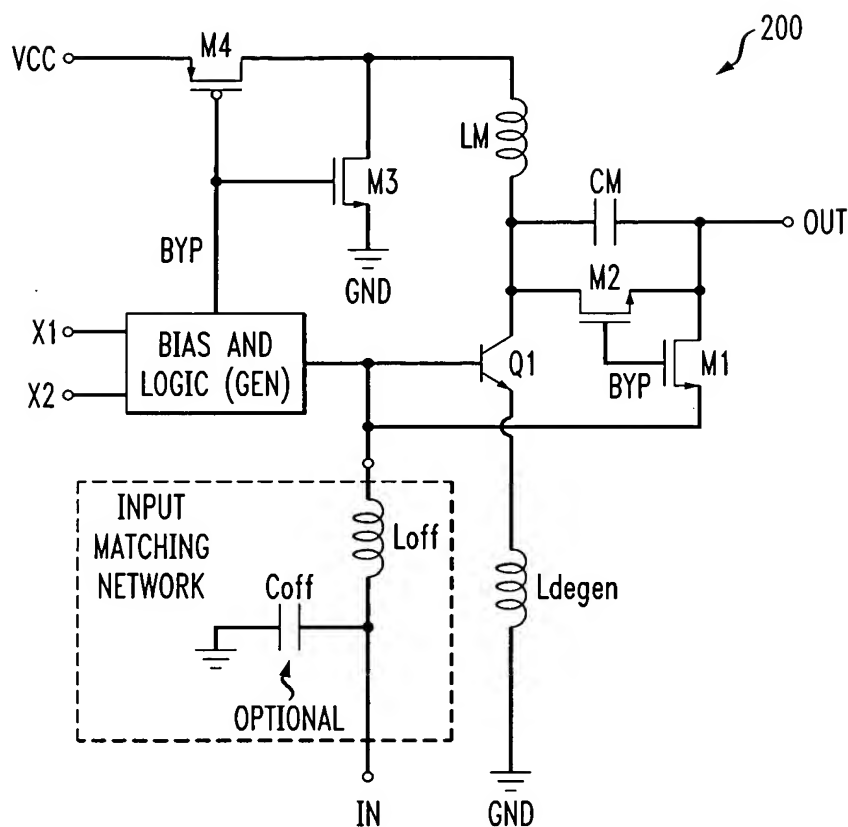 M4
200
VCC
LM
M3
CM
OUT
BYP
GND
M2
X1
BIAS AND
LOGIC (GEN)
Q1
M1
BYP
X2
INPUT
MATCHING
NETWORK
Loff
Coff
Ldegen
OPTIONAL
IN
GND